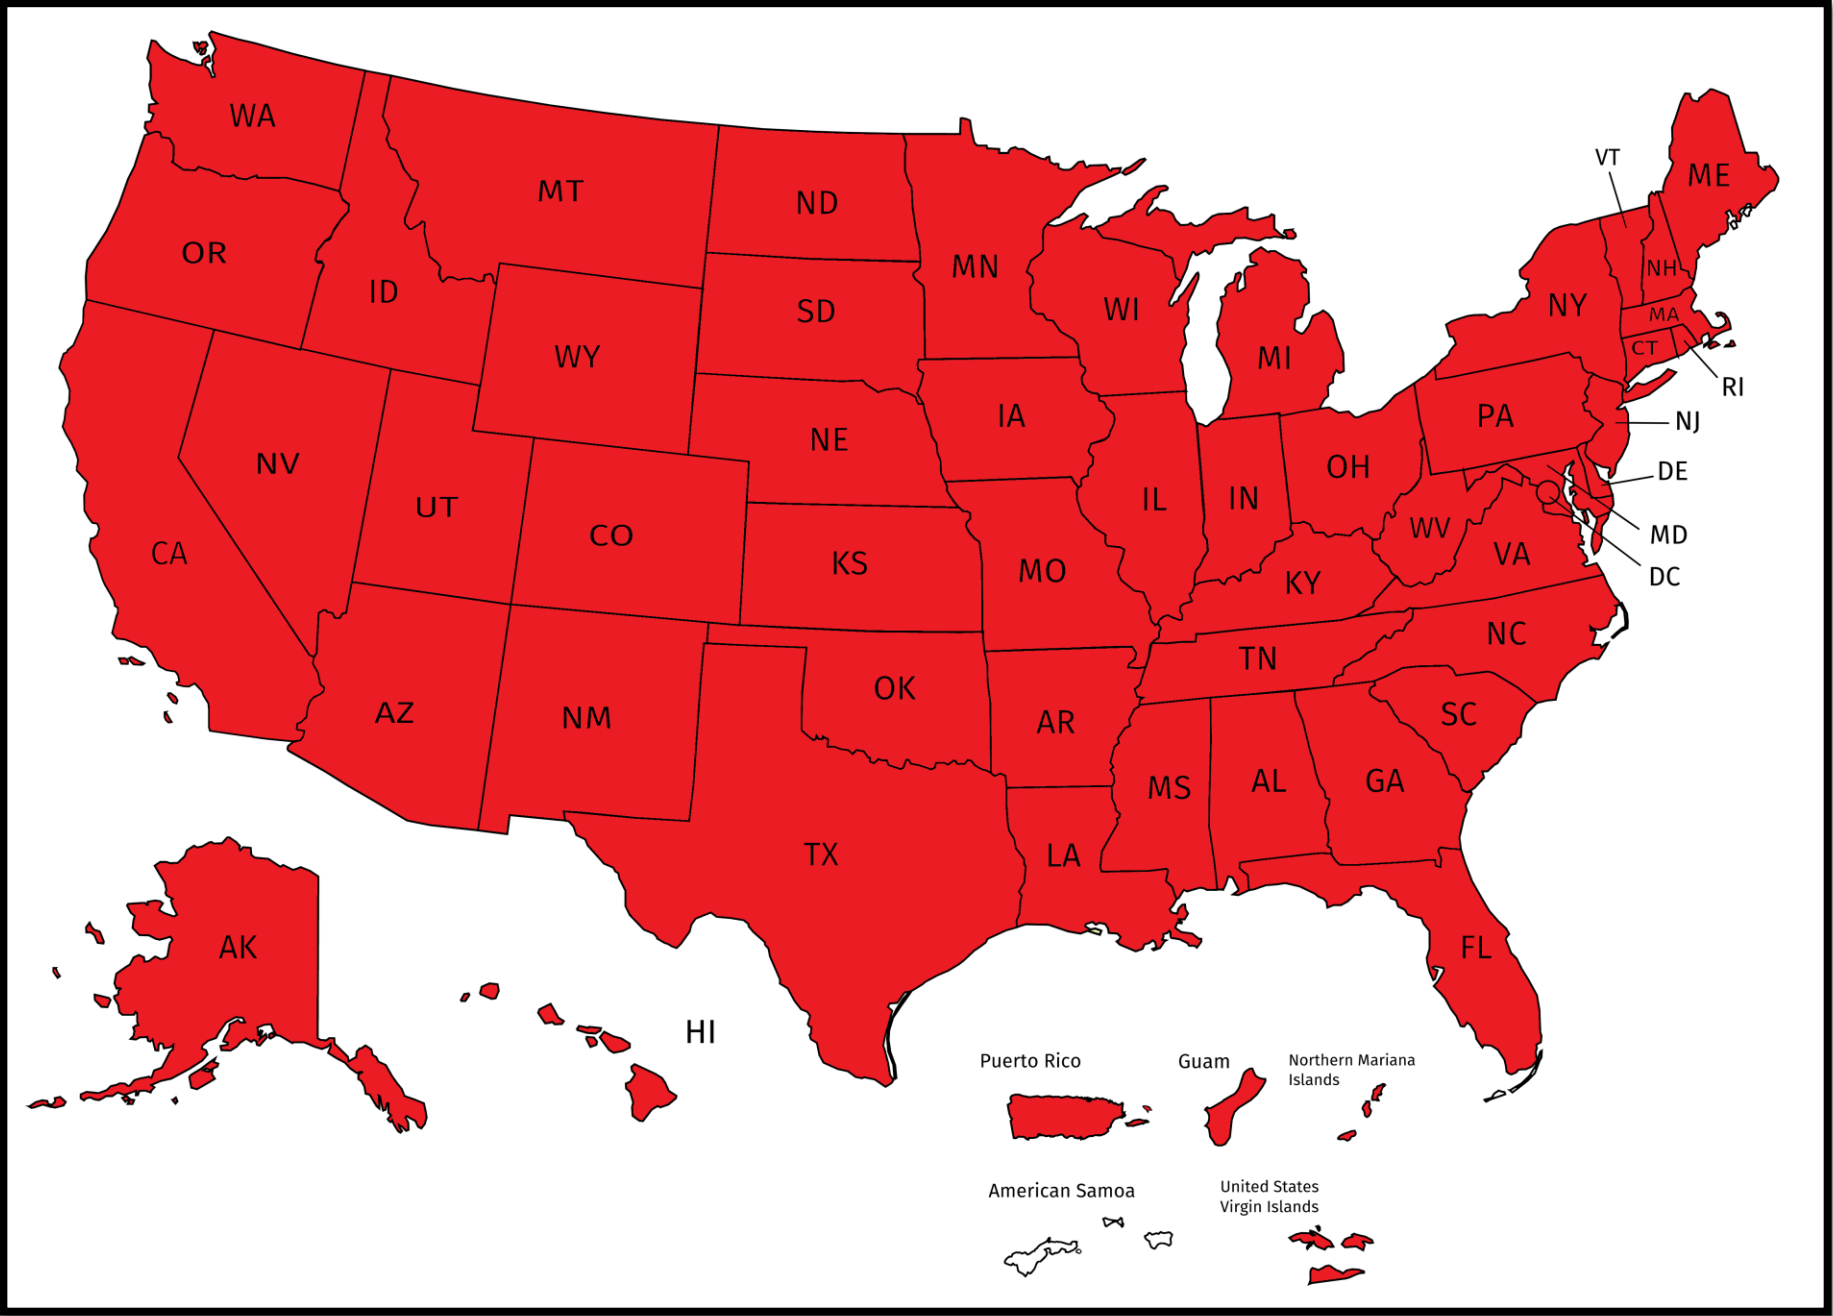 WA
OR
CA
NV
ID
MT
WY
UT
AZ
CO
NM
ND
SD
NE
KS
OK
TX
MN
IA
MO
AR
LA
WI
IL
MI
IN
OH
KY
TN
MS
AL
GA
FL
SC
NC
VA
WV
PA
NY
VT
NH
ME
MA
CT
RI
NJ
DE
MD
DC
AK
HI
Puerto Rico
Guam
Northern Mariana
Islands
American Samoa
United States
Virgin Islands